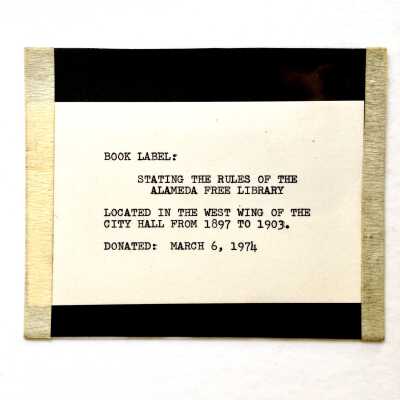 BOOK LABEL:
STATING THE RULES OF THE
ALAMEDA FREE LIBRARY
LOCATED IN THE WEST WING OF THE
CITY HALL FROM 1897 TO 1903.
DONATED: MARCH 6, 1974